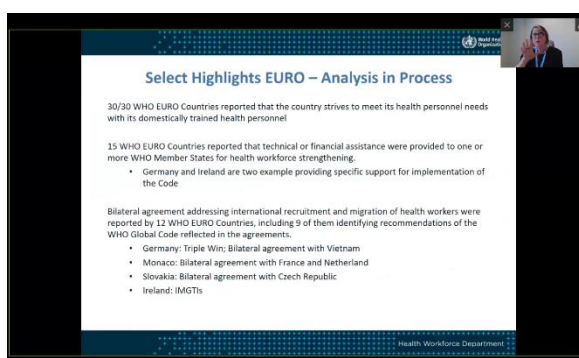 World Hea
Organizatio
Select Highlights EURO – Analysis in Process
30/30 WHO EURO Countries reported that the country strives to meet its health personnel needs
with its domestically trained health personnel
15 WHO EURO Countries reported that technical or financial assistance were provided to one or
more WHO Member States for health workforce strengthening.
• Germany and Ireland are two example providing specific support for implementation of
the Code
Bilateral agreement addressing international recruitment and migration of health workers were
reported by 12 WHO EURO Countries, including 9 of them identifying recommendations of the
WHO Global Code reflected in the agreements.
• Germany: Triple Win; Bilateral agreement with Vietnam
• Monaco: Bilateral agreement with France and Netherland
• Slovakia: Bilateral agreement with Czech Republic
• Ireland: IMGTIs
Health Workforce Department